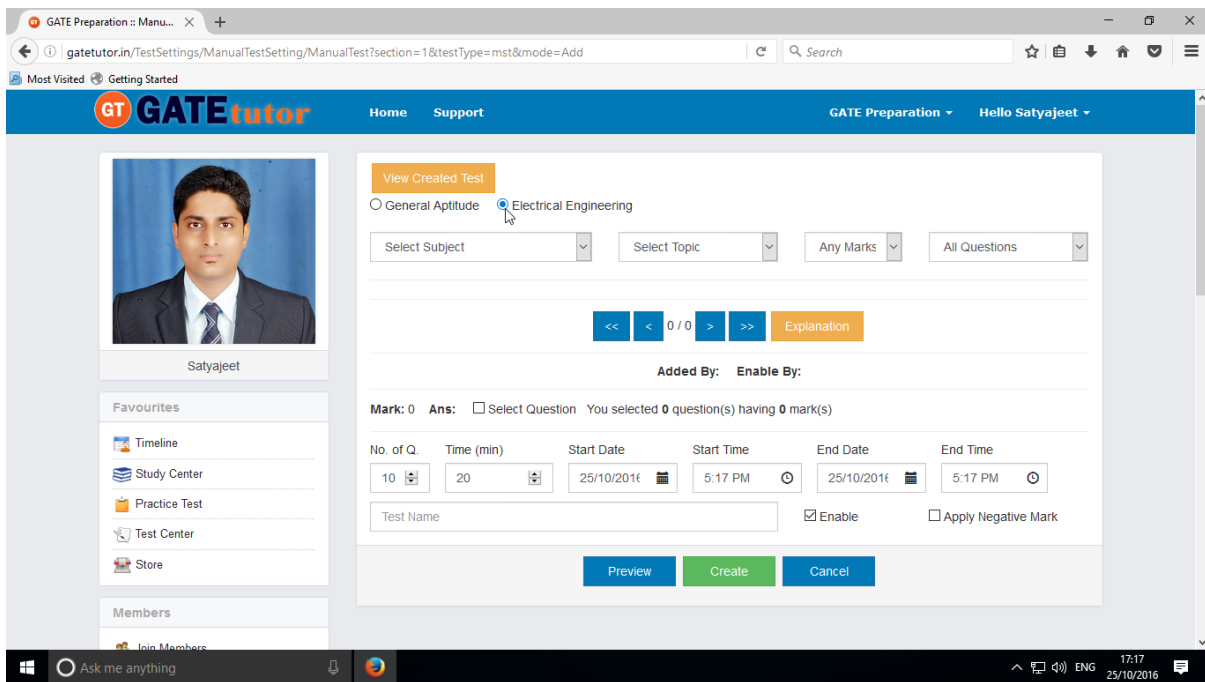 GATE Preparation :: Manu...
gatetutor.in/TestSettings/ManualTestSetting/ManualTest?section=1&testType=mst&mode=Add
Search
Most Visited Getting Started
GT GATEtutor Home Support GATE Preparation Hello Satyajeet
View Created Test
General Aptitude Electrical Engineering
Select Subject Select Topic Any Marks All Questions
<< < 0 / 0 > >> Explanation
Satyajeet
Added By: Enable By:
Favourites
Mark: 0 Ans: Select Question You selected 0 question(s) having 0 mark(s)
Timeline
Study Center
Practice Test
Test Center
Store
No. of Q. Time (min) Start Date Start Time End Date End Time
10 20 25/10/2016 5:17 PM 25/10/2016 5:17 PM
Test Name Enable Apply Negative Mark
Preview Create Cancel
Members
Join Members
Ask me anything
ENG
17:17
25/10/2016